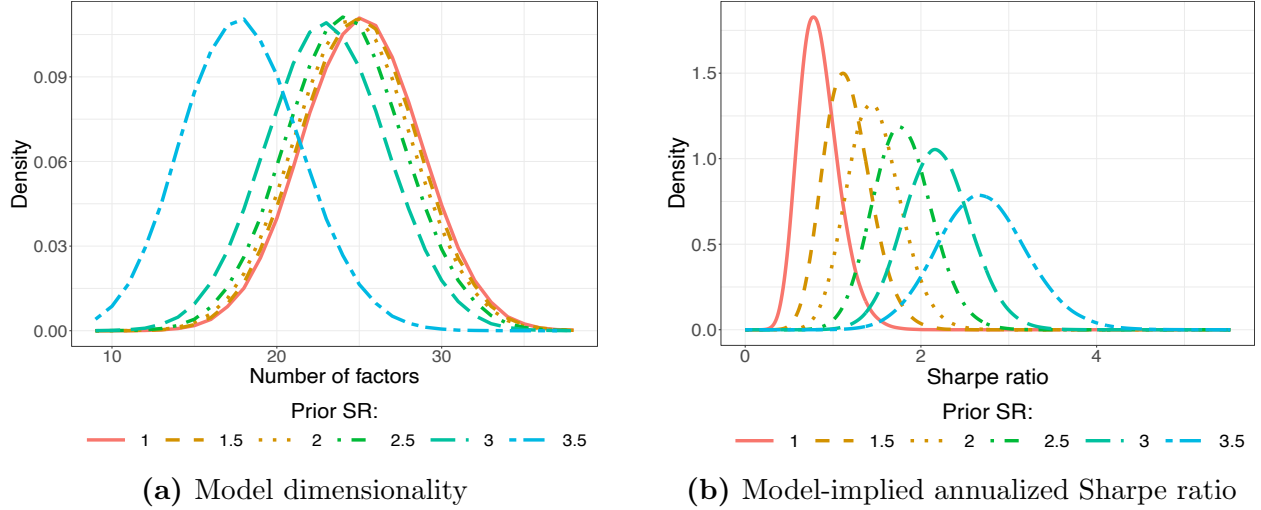 Density
0.09
0.06
0.03
0.00
10 20 30
Number of factors
Prior SR:
1 1.5 2 2.5 3 3.5
(a) Model dimensionality
Density
1.5
1.0
0.5
0.0
0 2 4
Sharpe ratio
Prior SR:
1 1.5 2 2.5 3 3.5
(b) Model-implied annualized Sharpe ratio